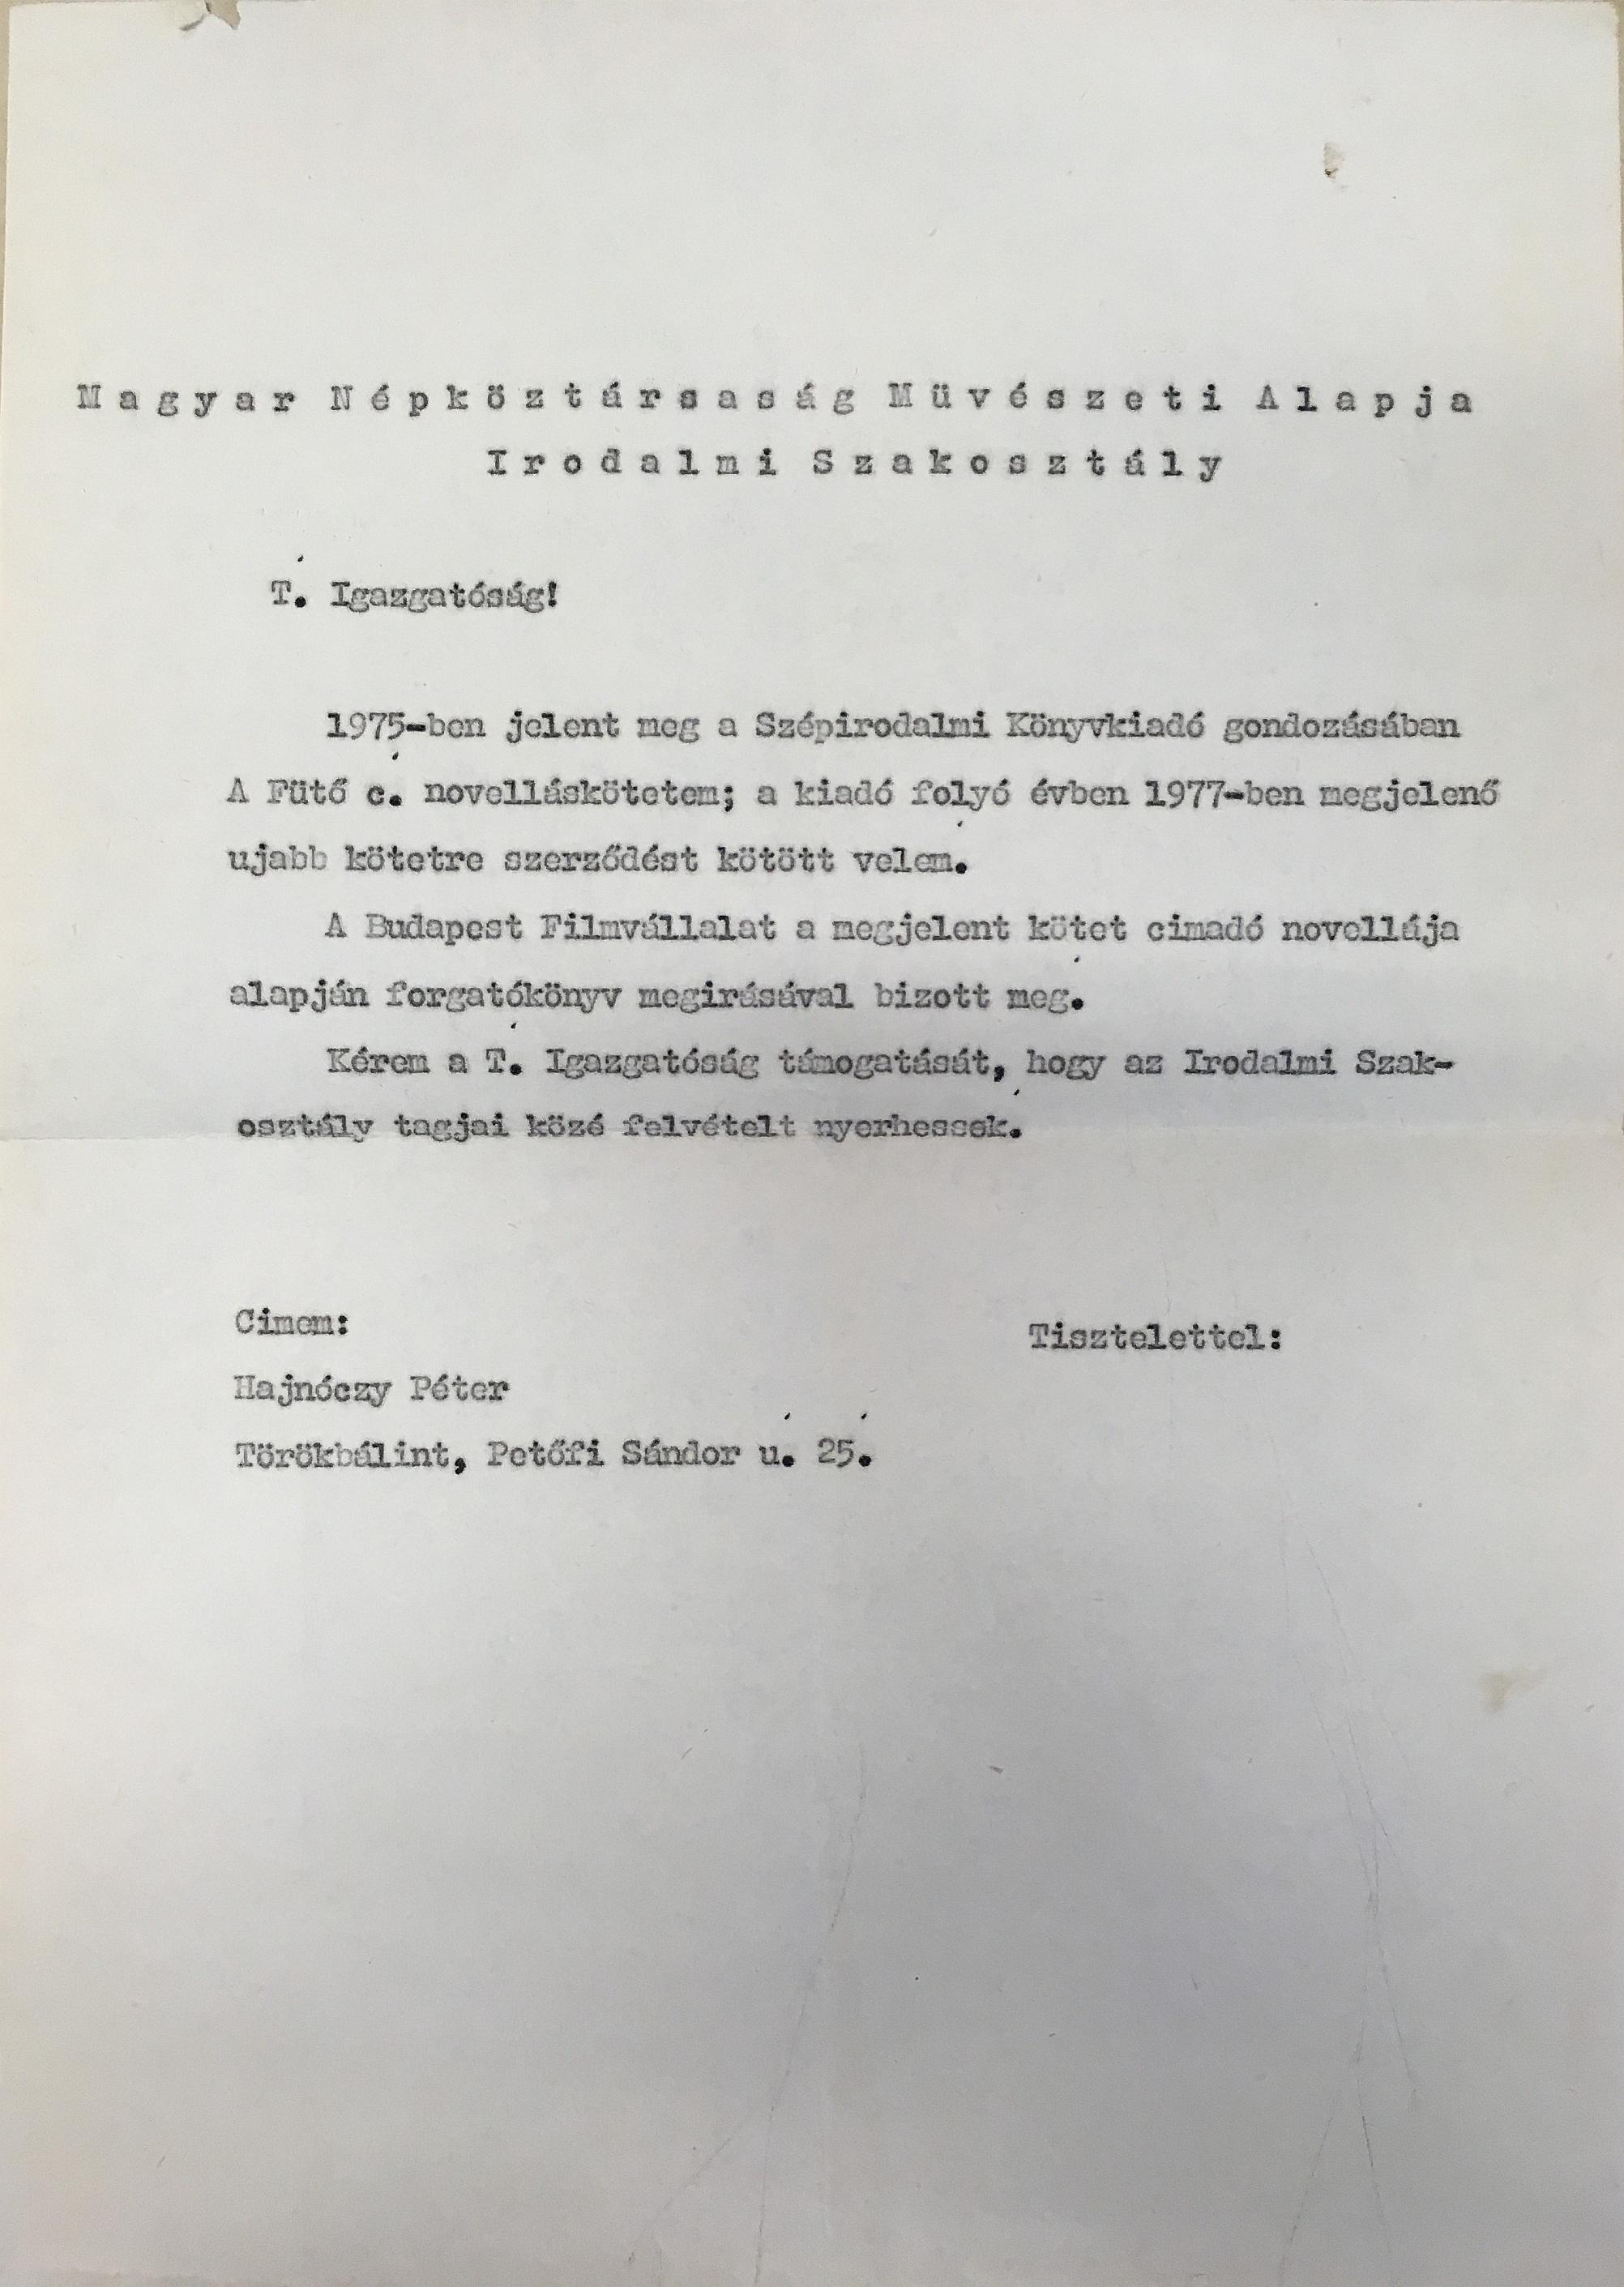 Magyar Népköztársaság Müvészeti Alapja
Irodalmi Szakosztály
T. Igazgatóság!
1975-ben jelent meg a Szépirodalmi Könyvkiadó gondozásában
A Fütő c. novelláskötetem; a kiadó folyó évben 1977-ben megjelenő
ujabb kötetre szerződést kötött velem.
A Budapest Filmvállalat a megjelent kötet cimadó novellája
alapján forgatókönyv megirásával bizott meg.
Kérem a T. Igazgatóság támogatását, hogy az Irodalmi Szak-
osztály tagjai közé felvételt nyerhessek.
Cimem:
Tisztelettel:
Hajnóczy Péter
Törökbálint, Petőfi Sándor u. 25.